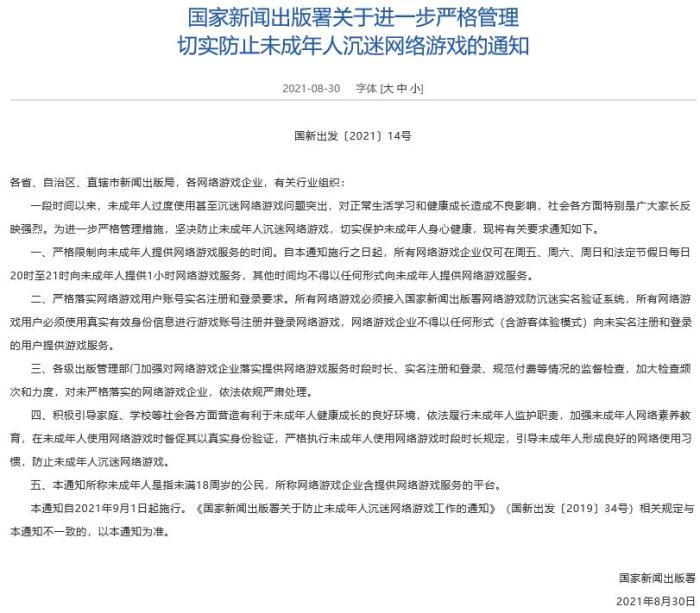 国家新闻出版署关于进一步严格管理
切实防止未成年人沉迷网络游戏的通知
2021-08-30 字体 [大 中 小]
国新出发〔2021〕14号
各省、自治区、直辖市新闻出版局，各网络游戏企业，有关行业组织：
一段时间以来，未成年人过度使用甚至沉迷网络游戏问题突出，对正常生活学习和健康成长造成不良影响，社会各方面特别是广大家长反
映强烈。为进一步严格管理措施，坚决防止未成年人沉迷网络游戏，切实保护未成年人身心健康，现将有关要求通知如下。
一、严格限制向未成年人提供网络游戏服务的时间。自本通知施行之日起，所有网络游戏企业仅可在周五、周六、周日和法定节假日每日
20时至21时向未成年人提供1小时网络游戏服务，其他时间均不得以任何形式向未成年人提供网络游戏服务。
二、严格落实网络游戏用户账号实名注册和登录要求。所有网络游戏必须接入国家新闻出版署网络游戏防沉迷实名验证系统，所有网络游
戏用户必须使用真实有效身份信息进行游戏账号注册并登录网络游戏，网络游戏企业不得以任何形式（含游客体验模式）向未实名注册和登录
的用户提供游戏服务。
三、各级出版管理部门加强对网络游戏企业落实提供网络游戏服务时段时长、实名注册和登录、规范付费等情况的监督检查，加大检查频
次和力度，对未严格落实的网络游戏企业，依法依规严肃处理。
四、积极引导家庭、学校等社会各方面营造有利于未成年人健康成长的良好环境，依法履行未成年人监护职责，加强未成年人网络素养教
育，在未成年人使用网络游戏时督促其以真实身份验证，严格执行未成年人使用网络游戏时段时长规定，引导未成年人形成良好的网络使用习
惯，防止未成年人沉迷网络游戏。
五、本通知所称未成年人是指未满18周岁的公民，所称网络游戏企业含提供网络游戏服务的平台。
本通知自2021年9月1日起施行。《国家新闻出版署关于防止未成年人沉迷网络游戏工作的通知》（国新出发〔2019〕34号）相关规定与
本通知不一致的，以本通知为准。
国家新闻出版署
2021年8月30日